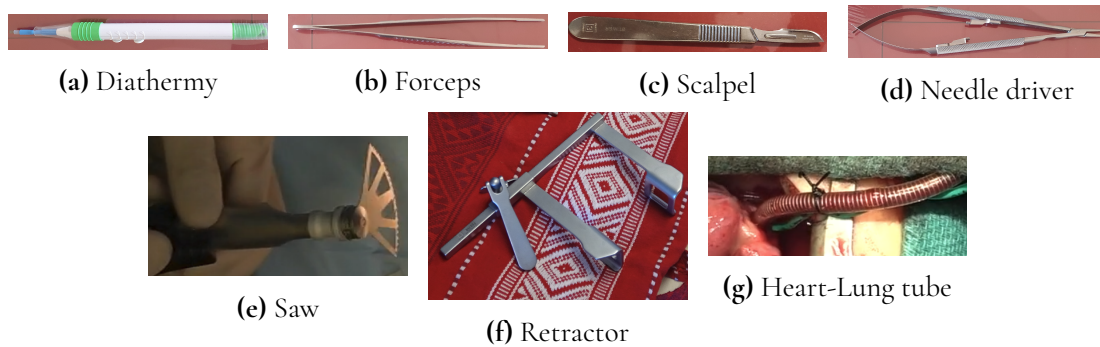 (a) Diathermy
(b) Forceps
(c) Scalpel
(d) Needle driver
(e) Saw
(f) Retractor
(g) Heart-Lung tube